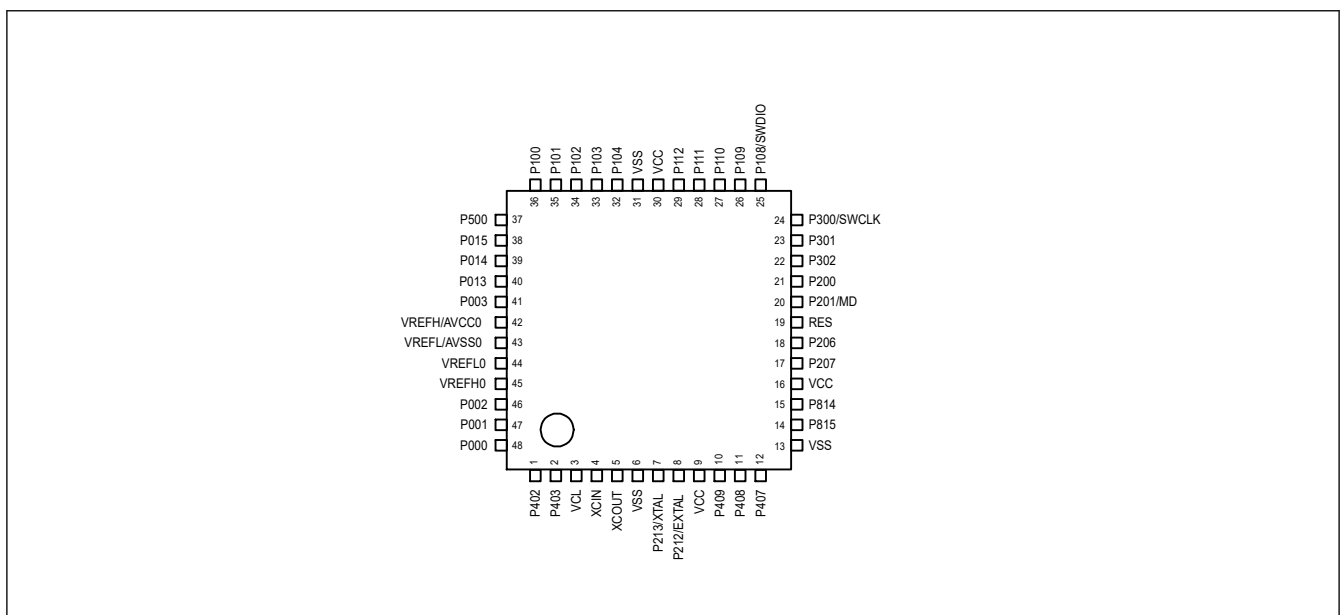 P100 P101 P102 P103 P104 VSS VCC P112 P111 P110 P109 P108/SWDIO
36 35 34 33 32 31 30 29 28 27 26 25
P500 37 24 P300/SWCLK
P015 38 23 P301
P014 39 22 P302
P013 40 21 P200
P003 41 20 P201/MD
VREFH/AVCC0 42 19 RES
VREFL/AVSS0 43 18 P206
VREFL0 44 17 P207
VREFH0 45 16 VCC
P002 46 15 P814
P001 47 14 P815
P000 48 13 VSS
1 2 3 4 5 6 7 8 9 10 11 12
P402 P403 VCL XCIN XCOUT VSS P213/XTAL P212/EXTAL VCC P409 P408 P407